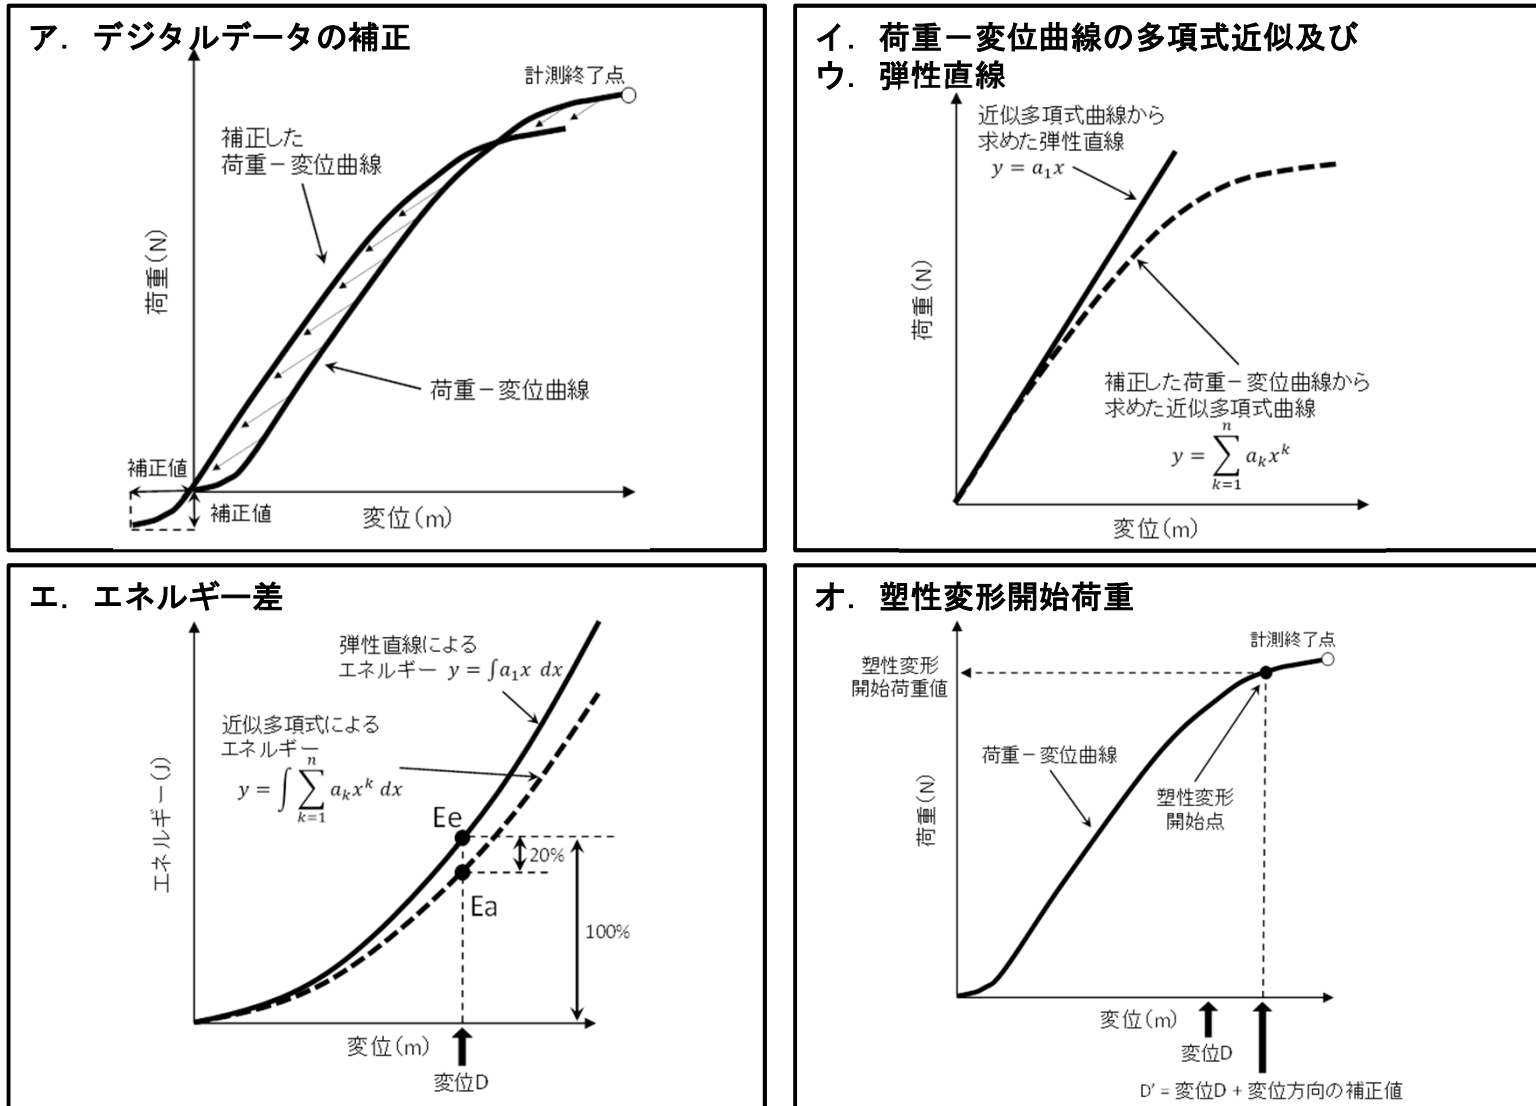 ア. デジタルデータの補正
計測終了点
補正した
荷重－変位曲線
荷重(N)
荷重－変位曲線
補正値
補正値
変位(m)
イ. 荷重－変位曲線の多項式近似及び
ウ. 弾性直線
近似多項式曲線から
求めた弾性直線
y = a₁x
荷重(N)
補正した荷重－変位曲線から
求めた近似多項式曲線
y = ∑_{k=1}^{n} a_k x^k
変位(m)
エ. エネルギー差
弾性直線による
エネルギー y = ∫a₁x dx
近似多項式による
エネルギー
y = ∫ ∑_{k=1}^{n} a_k x^k dx
エネルギー(J)
Ee
20%
Ea
100%
変位(m)
変位D
オ. 塑性変形開始荷重
計測終了点
塑性変形
開始荷重値
荷重－変位曲線
塑性変形
開始点
荷重(N)
変位(m)
変位D
D' = 変位D + 変位方向の補正値